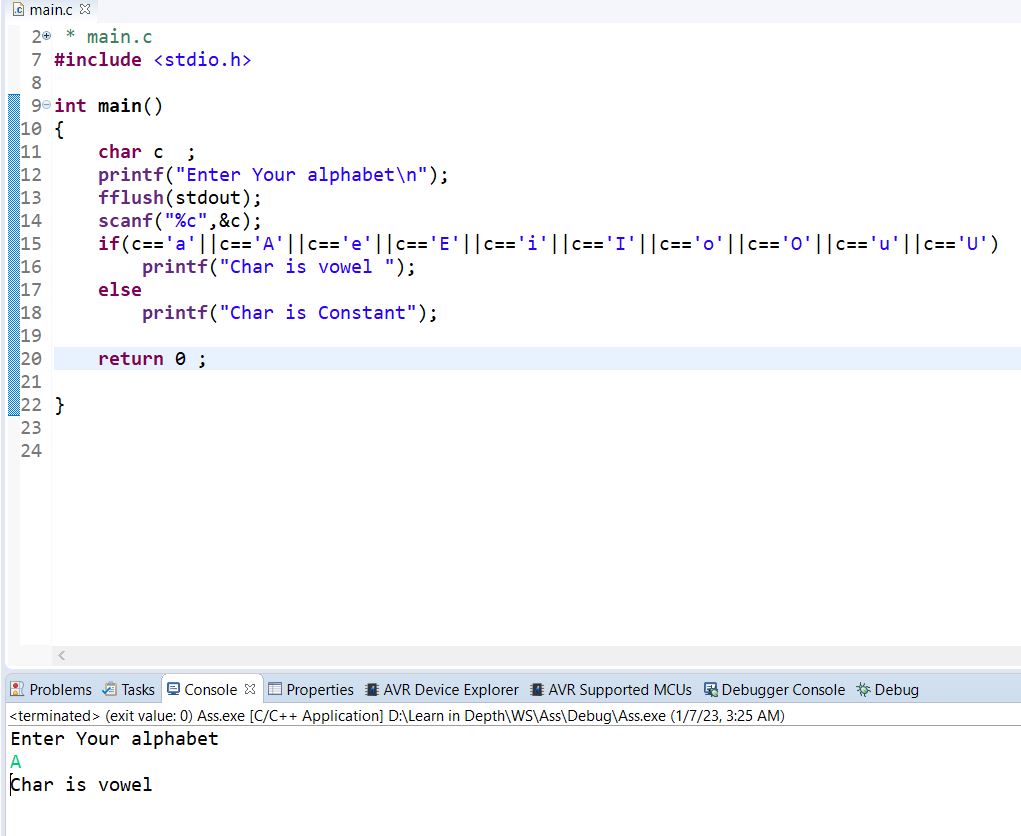 main.c
2 * main.c
7 #include <stdio.h>
8
9 int main()
10 {
11 char c  ;
12 printf("Enter Your alphabet\n");
13 fflush(stdout);
14 scanf("%c",&c);
15 if(c=='a'||c=='A'||c=='e'||c=='E'||c=='i'||c=='I'||c=='o'||c=='O'||c=='u'||c=='U')
16 printf("Char is vowel ");
17 else
18 printf("Char is Constant");
19
20 return 0 ;
21
22 }
23
24
Problems Tasks Console Properties AVR Device Explorer AVR Supported MCUs Debugger Console Debug
<terminated> (exit value: 0) Ass.exe [C/C++ Application] D:\Learn in Depth\WS\Ass\Debug\Ass.exe (1/7/23, 3:25 AM)
Enter Your alphabet
A
Char is vowel